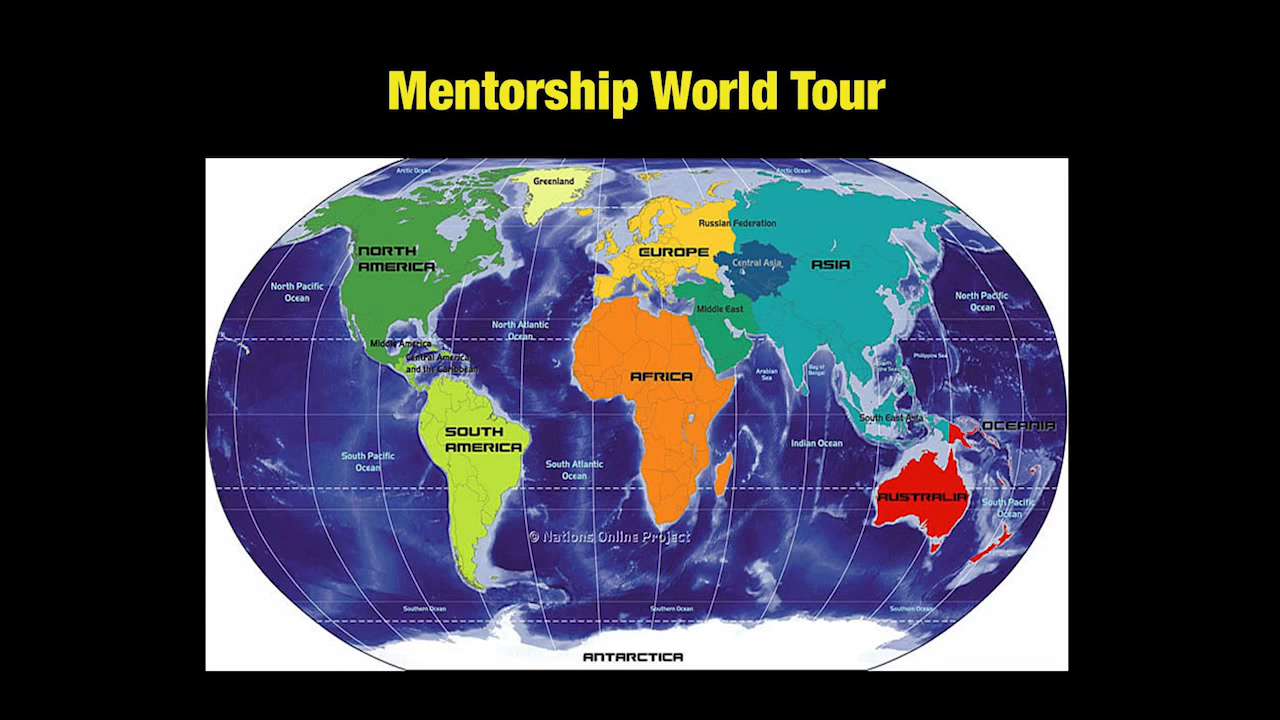 Mentorship World Tour
Arctic Ocean
Arctic Ocean
Greenland
Russian Federation
NORTH
AMERICA
EUROPE
Central Asia
ASIA
North Pacific
Ocean
North Pacific
Ocean
Middle East
North Atlantic
Ocean
Middle America
Central America
and the Caribbean
Philippine Sea
Arabian
Sea
Bay of
Bengal
AFRICA
South East Asia
OCEANIA
SOUTH
AMERICA
Indian Ocean
South Pacific
Ocean
South Atlantic
Ocean
AUSTRALIA
South Pacific
Ocean
© Nations Online Project
Southern Ocean
Southern Ocean
Southern Ocean
ANTARCTICA